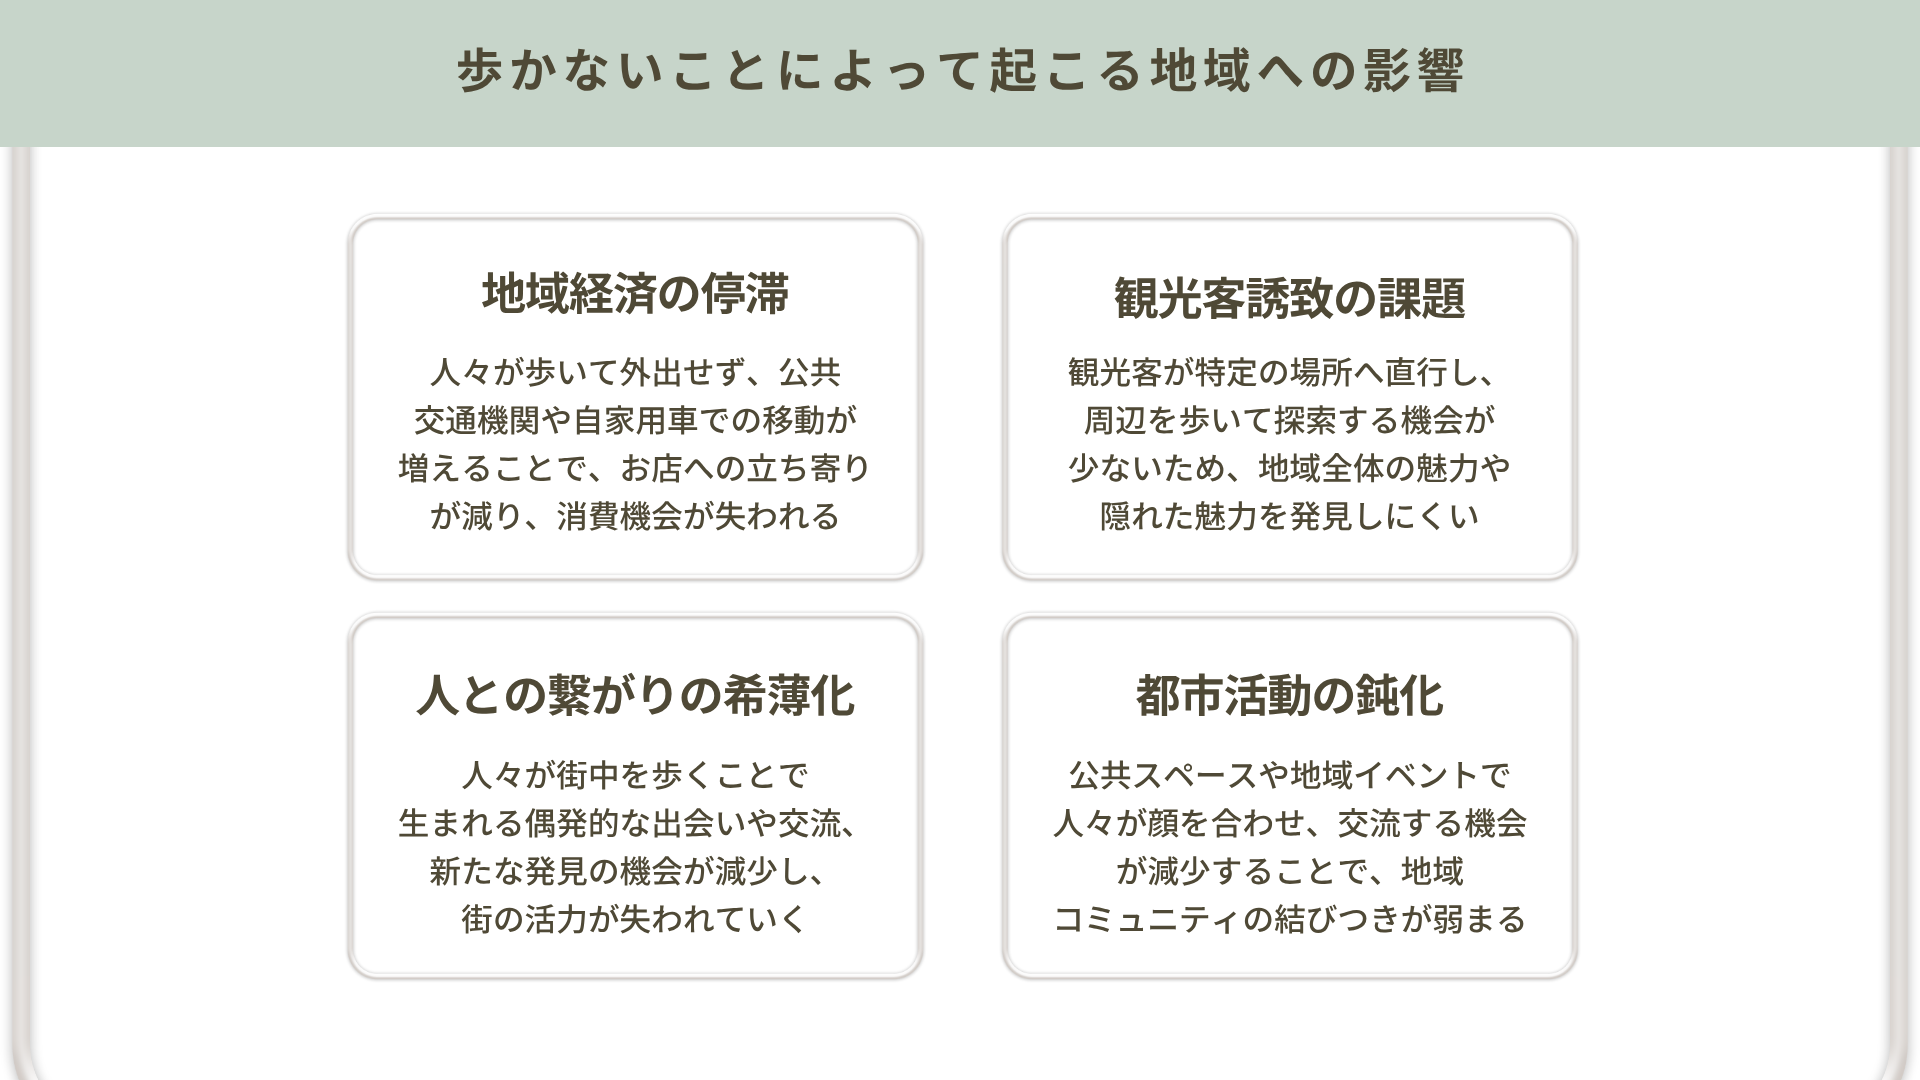 歩かないことによって起こる地域への影響
地域経済の停滞
人々が歩いて外出せず、公共
交通機関や自家用車での移動が
増えることで、お店への立ち寄り
が減り、消費機会が失われる
観光客誘致の課題
観光客が特定の場所へ直行し、
周辺を歩いて探索する機会が
少ないため、地域全体の魅力や
隠れた魅力を発見しにくい
人との繋がりの希薄化
人々が街中を歩くことで
生まれる偶発的な出会いや交流、
新たな発見の機会が減少し、
街の活力が失われていく
都市活動の鈍化
公共スペースや地域イベントで
人々が顔を合わせ、交流する機会
が減少することで、地域
コミュニティの結びつきが弱まる